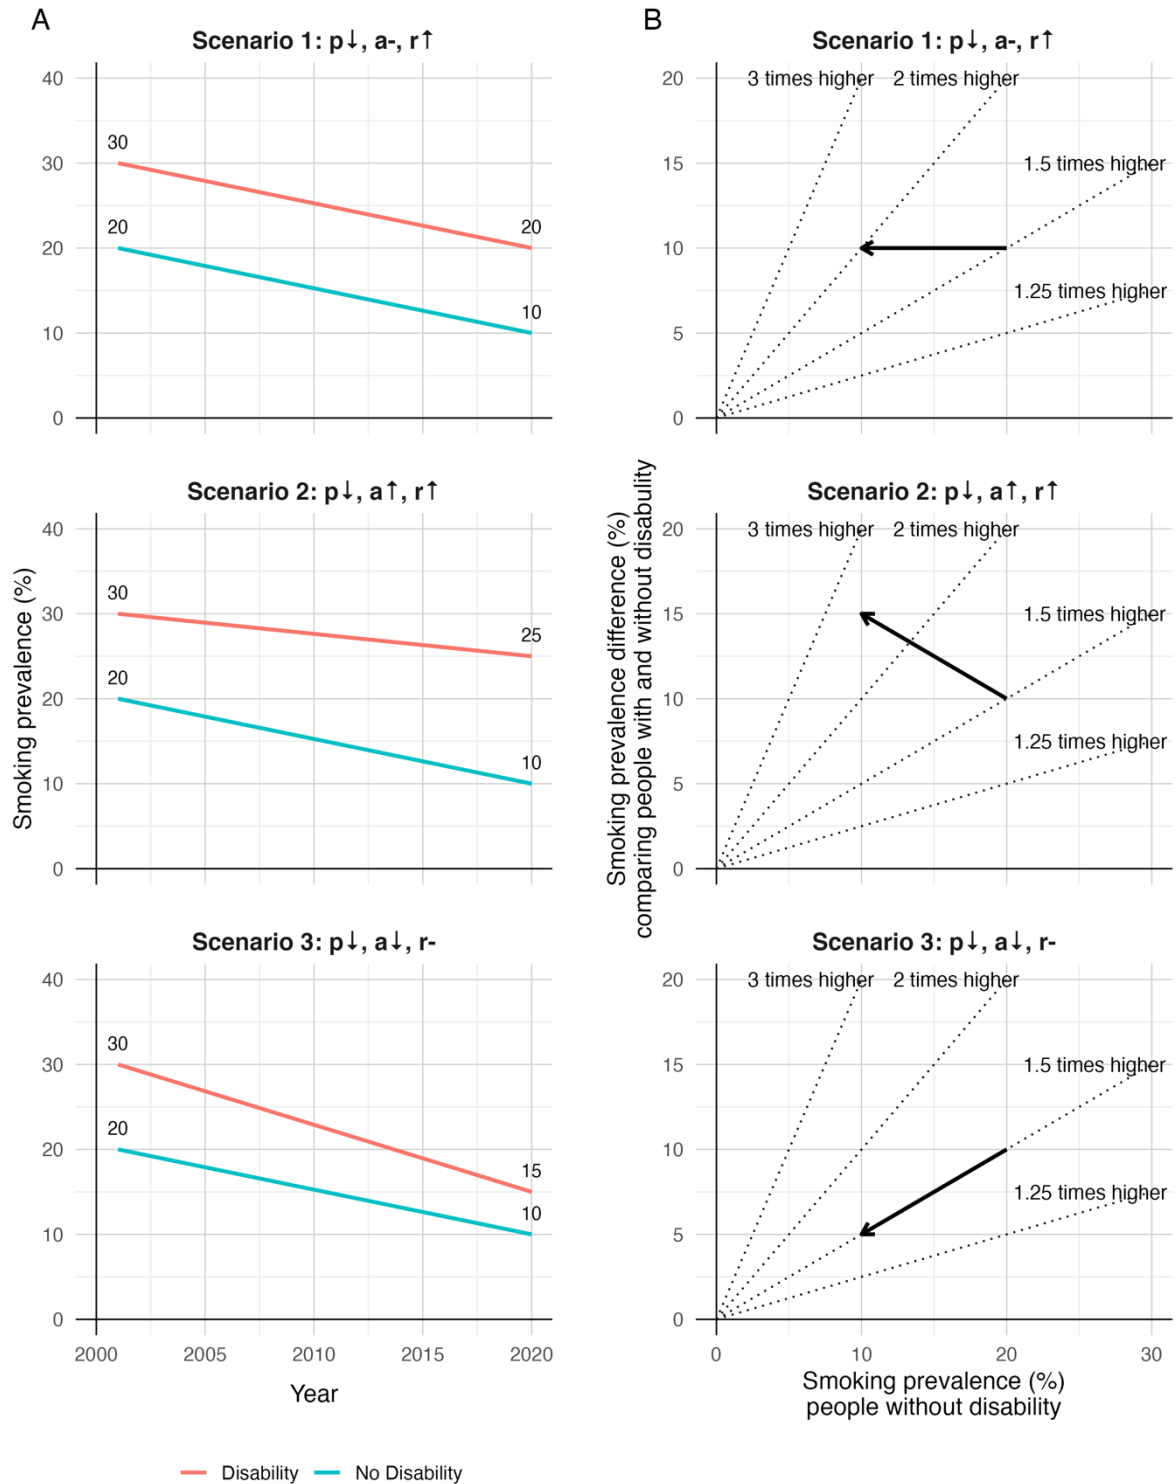 A
B
Scenario 1: p↓, a-, r↑
40
30
20
10
0
30
20
20
10
Scenario 1: p↓, a-, r↑
20
15
10
5
0
3 times higher
2 times higher
1.5 times higher
1.25 times higher
Smoking prevalence (%)
Scenario 2: p↓, a↑, r↑
40
30
20
10
0
30
25
20
10
Smoking prevalence difference (%)
comparing people with and without disabulity
Scenario 2: p↓, a↑, r↑
20
15
10
5
0
3 times higher
2 times higher
1.5 times higher
1.25 times higher
Scenario 3: p↓, a↓, r-
40
30
20
10
0
30
20
15
10
2000
2005
2010
2015
2020
Year
Scenario 3: p↓, a↓, r-
20
15
10
5
0
3 times higher
2 times higher
1.5 times higher
1.25 times higher
0
10
20
30
Smoking prevalence (%)
people without disability
Disability
No Disability